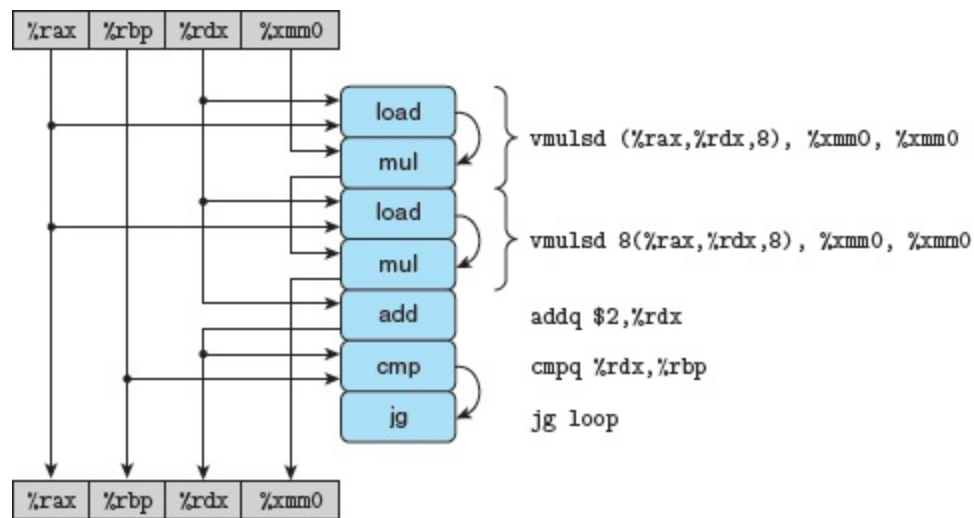 %rax %rbp %rdx %xmm0
load
mul
vmulsd (%rax,%rdx,8), %xmm0, %xmm0
load
mul
vmulsd 8(%rax,%rdx,8), %xmm0, %xmm0
add
addq $2,%rdx
cmp
cmpq %rdx,%rbp
jg
jg loop
%rax %rbp %rdx %xmm0